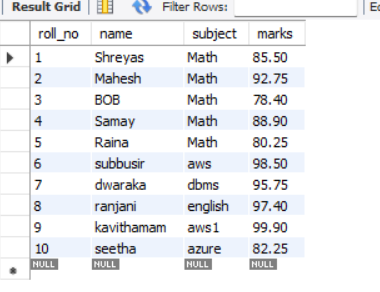 Result Grid Filter Rows:
roll_no name subject marks
1 Shreyas Math 85.50
2 Mahesh Math 92.75
3 BOB Math 78.40
4 Samay Math 88.90
5 Raina Math 80.25
6 subbusir aws 98.50
7 dwaraka dbms 95.75
8 ranjani english 97.40
9 kavithamam aws1 99.90
10 seetha azure 82.25
NULL NULL NULL NULL